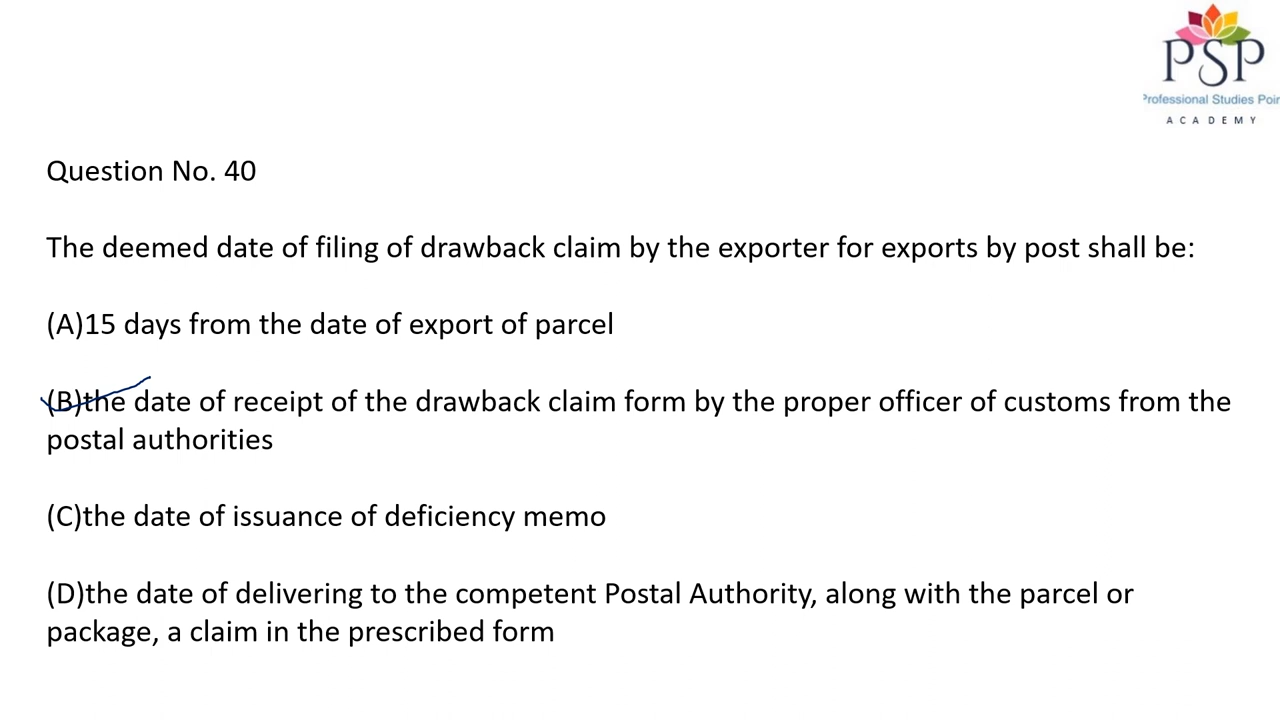 PSP
Professional Studies Poin
ACADEMY
Question No. 40
The deemed date of filing of drawback claim by the exporter for exports by post shall be:
(A)15 days from the date of export of parcel
(B)the date of receipt of the drawback claim form by the proper officer of customs from the
postal authorities
(C)the date of issuance of deficiency memo
(D)the date of delivering to the competent Postal Authority, along with the parcel or
package, a claim in the prescribed form